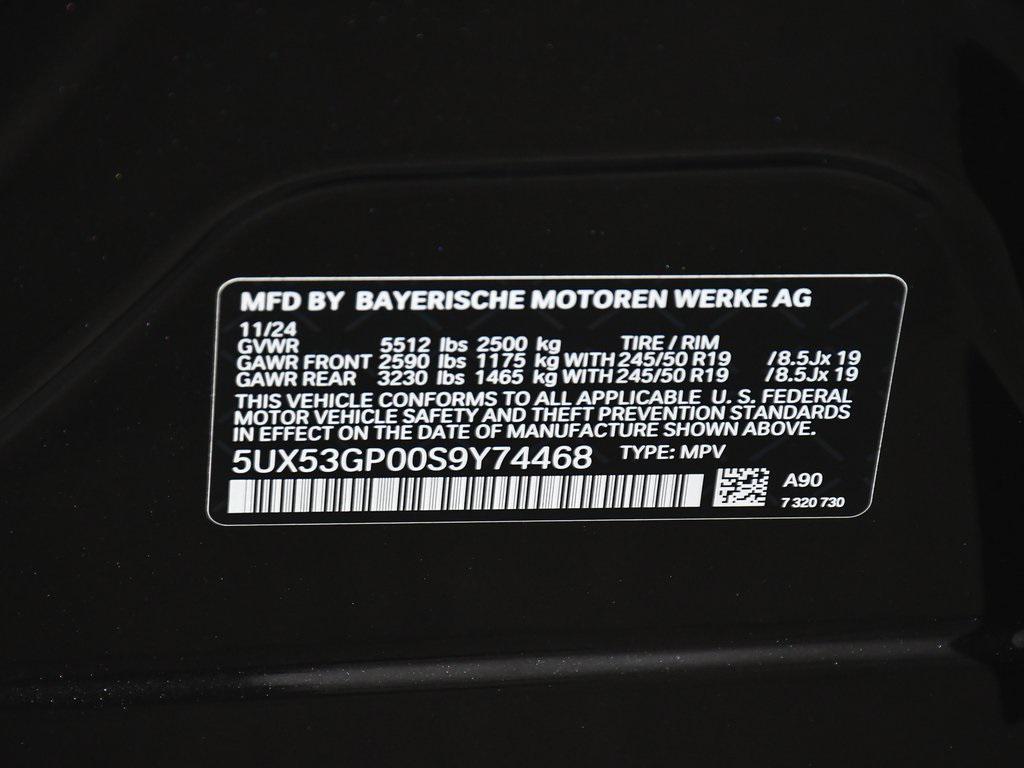 MFD BY BAYERISCHE MOTOREN WERKE AG
11/24
GVWR 5512 lbs 2500 kg TIRE / RIM
GAWR FRONT 2590 lbs 1175 kg WITH 245/50 R19 /8.5Jx 19
GAWR REAR 3230 lbs 1465 kg WITH 245/50 R19 /8.5Jx 19
THIS VEHICLE CONFORMS TO ALL APPLICABLE U. S. FEDERAL
MOTOR VEHICLE SAFETY AND THEFT PREVENTION STANDARDS
IN EFFECT ON THE DATE OF MANUFACTURE SHOWN ABOVE.
5UX53GP00S9Y74468 TYPE: MPV
A90
7 320 730